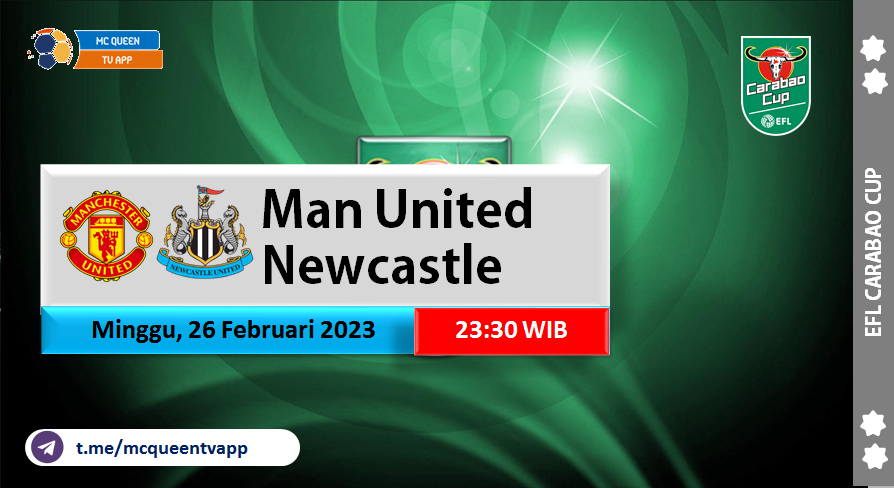 MC QUEEN
TV APP
Carabao
Cup
EFL
MANCHESTER
UNITED
NEWCASTLE UNITED
Man United
Newcastle
Minggu, 26 Februari 2023
23:30 WIB
t.me/mcqueentvapp
EFL CARABAO CUP